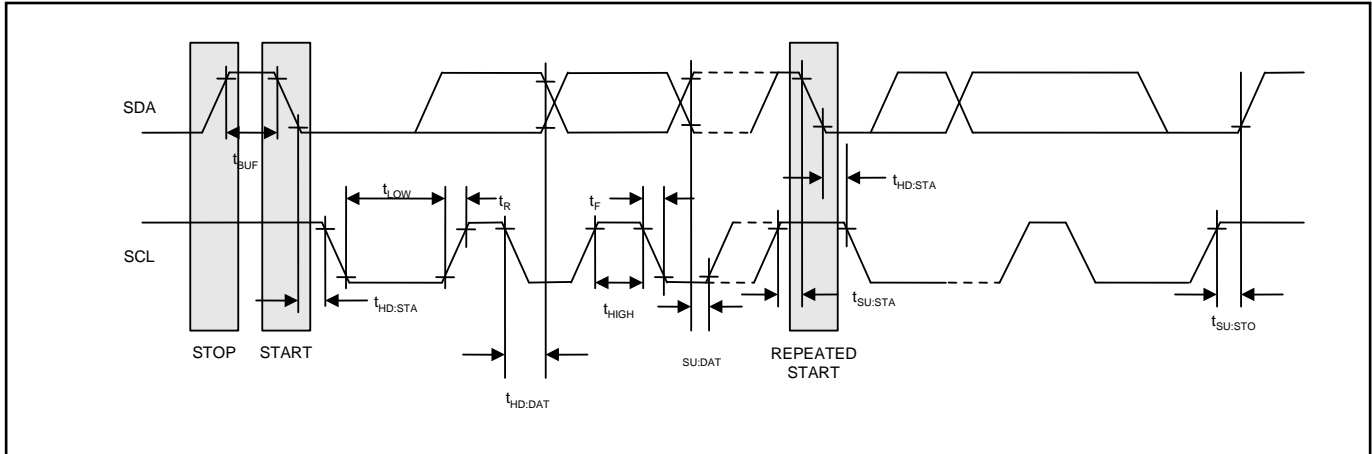 SDA
t_BUF
t_LOW
t_R
t_F
t_HD:STA
SCL
t_HD:STA
t_HIGH
t_SU:STA
t_SU:STO
STOP
START
SU:DAT
REPEATED
START
t_HD:DAT